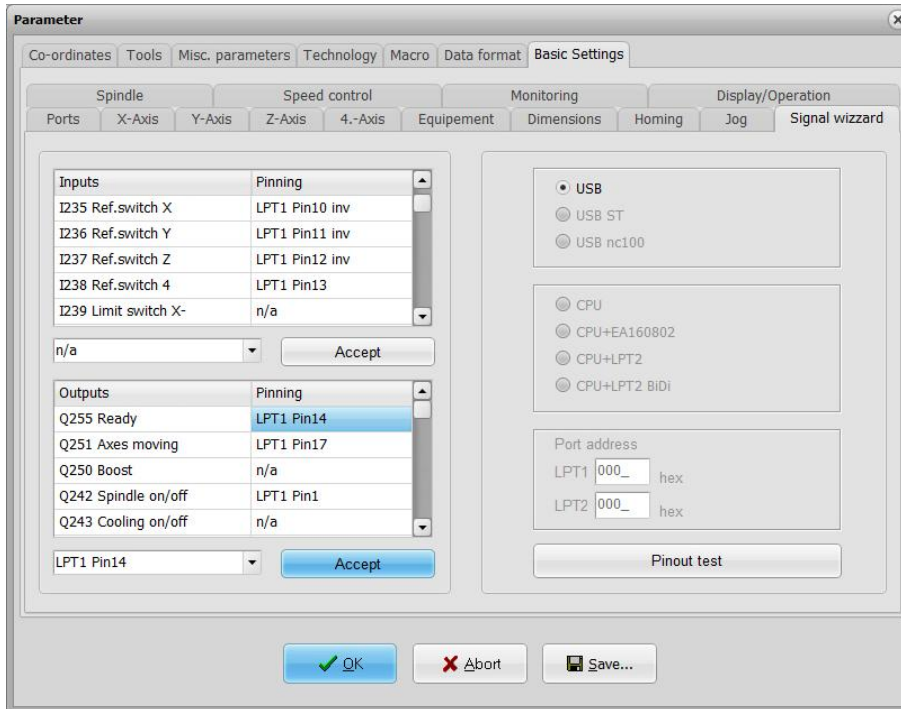 Parameter
Co-ordinates Tools Misc. parameters Technology Macro Data format Basic Settings
Spindle Speed control Monitoring Display/Operation
Ports X-Axis Y-Axis Z-Axis 4.-Axis Equipement Dimensions Homing Jog Signal wizzard
Inputs Pinning
I235 Ref.switch X LPT1 Pin10 inv
I236 Ref.switch Y LPT1 Pin11 inv
I237 Ref.switch Z LPT1 Pin12 inv
I238 Ref.switch 4 LPT1 Pin13
I239 Limit switch X- n/a
n/a Accept
Outputs Pinning
Q255 Ready LPT1 Pin14
Q251 Axes moving LPT1 Pin17
Q250 Boost n/a
Q242 Spindle on/off LPT1 Pin1
Q243 Cooling on/off n/a
LPT1 Pin14 Accept
USB
USB ST
USB nc100
CPU
CPU+EA160802
CPU+LPT2
CPU+LPT2 BiDi
Port address
LPT1 000_ hex
LPT2 000_ hex
Pinout test
OK Abort Save...